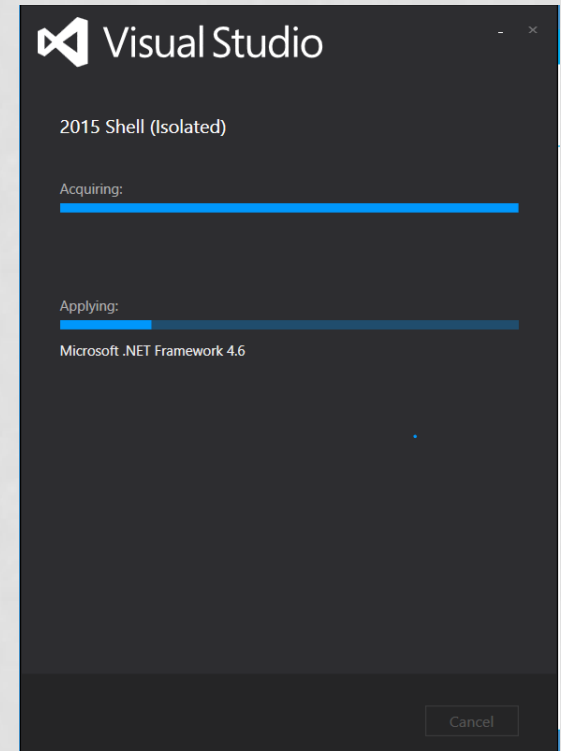 Visual Studio
2015 Shell (Isolated)
Acquiring:
Applying:
Microsoft .NET Framework 4.6
Cancel